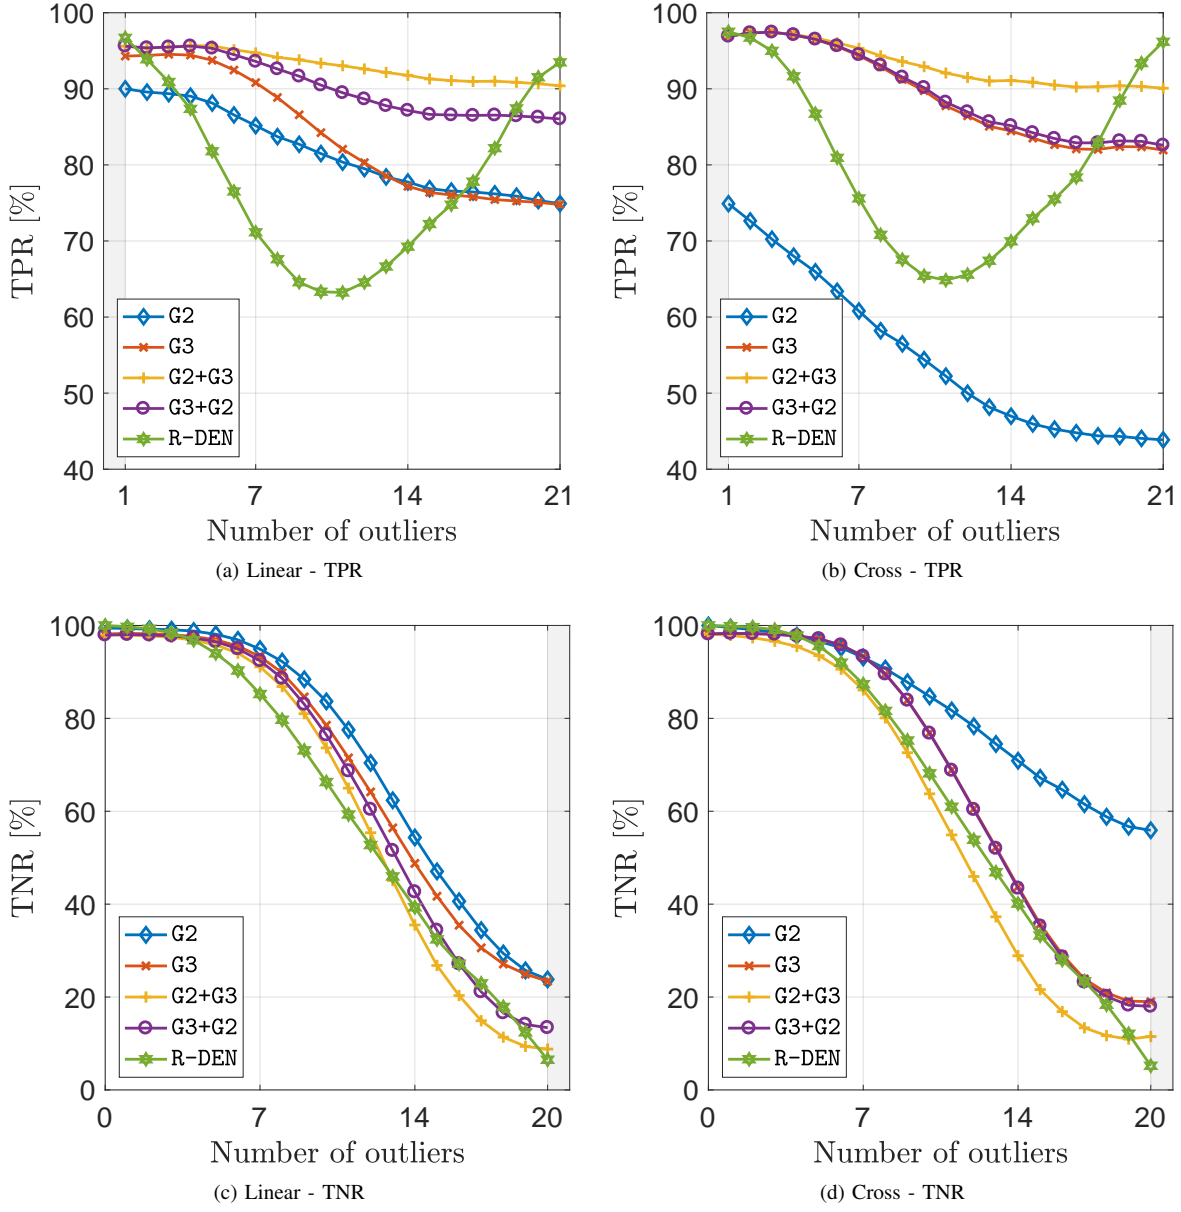 100
90
80
70
60
50
40
TPR [%]
G2
G3
G2+G3
G3+G2
R-DEN
1
7
14
21
Number of outliers
(a) Linear - TPR
100
90
80
70
60
50
40
TPR [%]
G2
G3
G2+G3
G3+G2
R-DEN
1
7
14
21
Number of outliers
(b) Cross - TPR
100
80
60
40
20
0
TNR [%]
G2
G3
G2+G3
G3+G2
R-DEN
0
7
14
20
Number of outliers
(c) Linear - TNR
100
80
60
40
20
0
TNR [%]
G2
G3
G2+G3
G3+G2
R-DEN
0
7
14
20
Number of outliers
(d) Cross - TNR